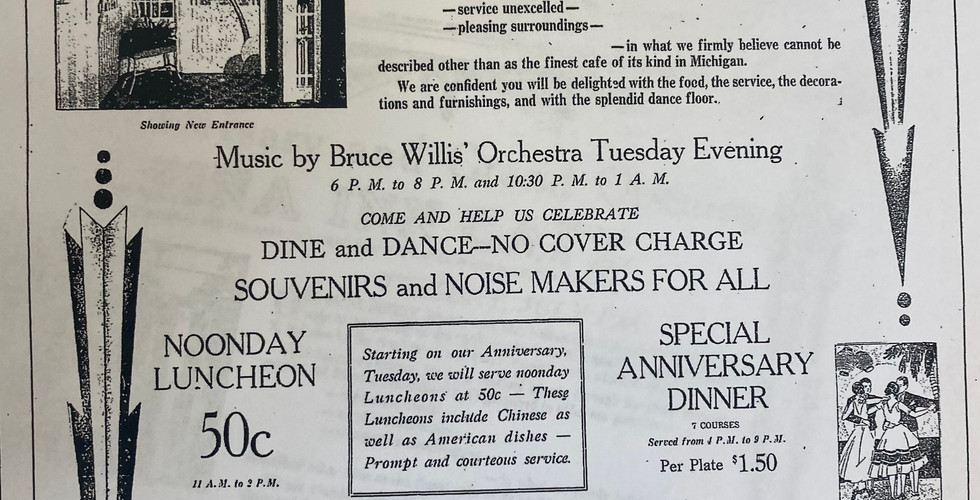 —service unexcelled—
—pleasing surroundings—
—in what we firmly believe cannot be
described other than as the finest cafe of its kind in Michigan.
We are confident you will be delighted with the food, the service, the decora-
tions and furnishings, and with the splendid dance floor.
Showing New Entrance
Music by Bruce Willis' Orchestra Tuesday Evening
6 P. M. to 8 P. M. and 10:30 P. M. to 1 A. M.
COME AND HELP US CELEBRATE
DINE and DANCE—NO COVER CHARGE
SOUVENIRS and NOISE MAKERS FOR ALL
NOONDAY
LUNCHEON
50c
11 A.M. to 2 P.M.
Starting on our Anniversary,
Tuesday, we will serve noonday
Luncheons at 50c — These
Luncheons include Chinese as
well as American dishes —
Prompt and courteous service.
SPECIAL
ANNIVERSARY
DINNER
7 COURSES
Served from 4 P.M. to 9 P.M.
Per Plate $1.50